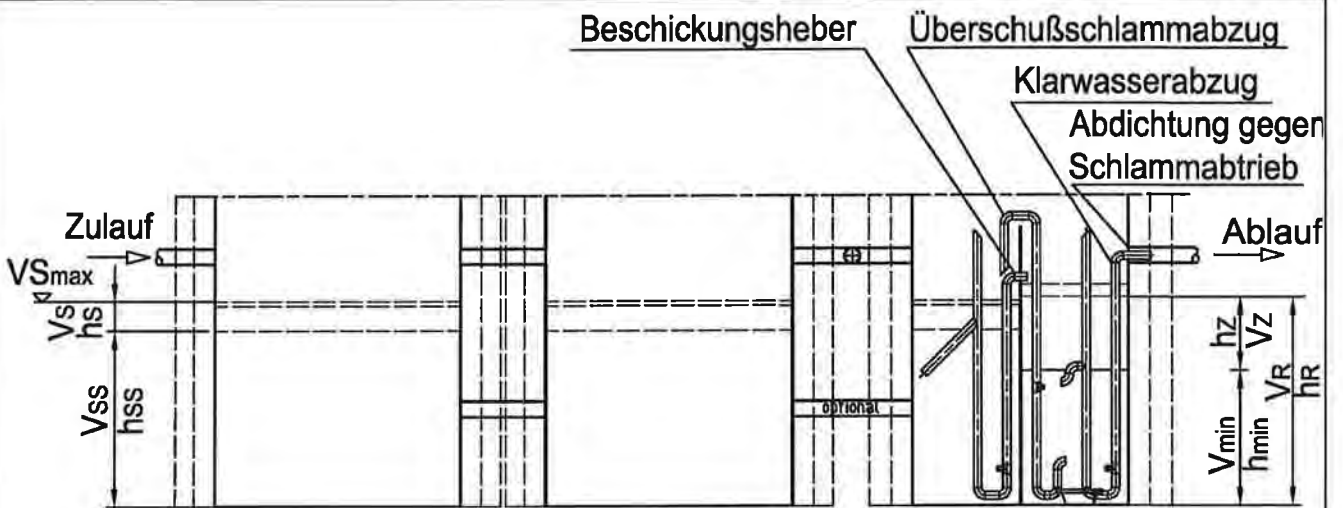 Beschickungsheber
Überschußschlammabzug
Klarwasserabzug
Abdichtung gegen
Schlammabtrieb
Zulauf
Ablauf
VSmax
VS
hS
VSS
hSS
optional
hZ
VZ
VR
hR
Vmin
hmin